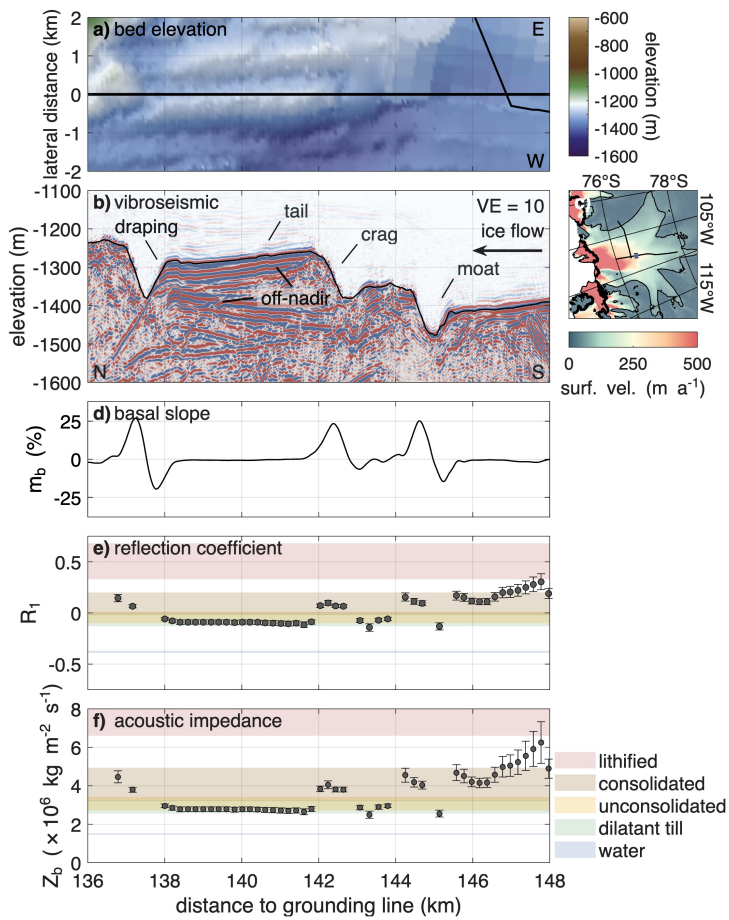 a) bed elevation
E
W
lateral distance (km)
2
1
0
-1
-2
-600
-800
-1000
-1200
-1400
-1600
elevation (m)
b) vibroseismic
draping
tail
crag
moat
off-nadir
VE = 10
ice flow
N
S
elevation (m)
-1100
-1200
-1300
-1400
-1500
-1600
76°S 78°S
105°W
115°W
0 250 500
surf. vel. (m a⁻¹)
d) basal slope
m_b (%)
25
0
-25
e) reflection coefficient
R₁
0.5
0
-0.5
f) acoustic impedance
Z_b ( × 10⁶ kg m⁻² s⁻¹)
8
6
4
2
0
136 138 140 142 144 146 148
distance to grounding line (km)
lithified
consolidated
unconsolidated
dilatant till
water